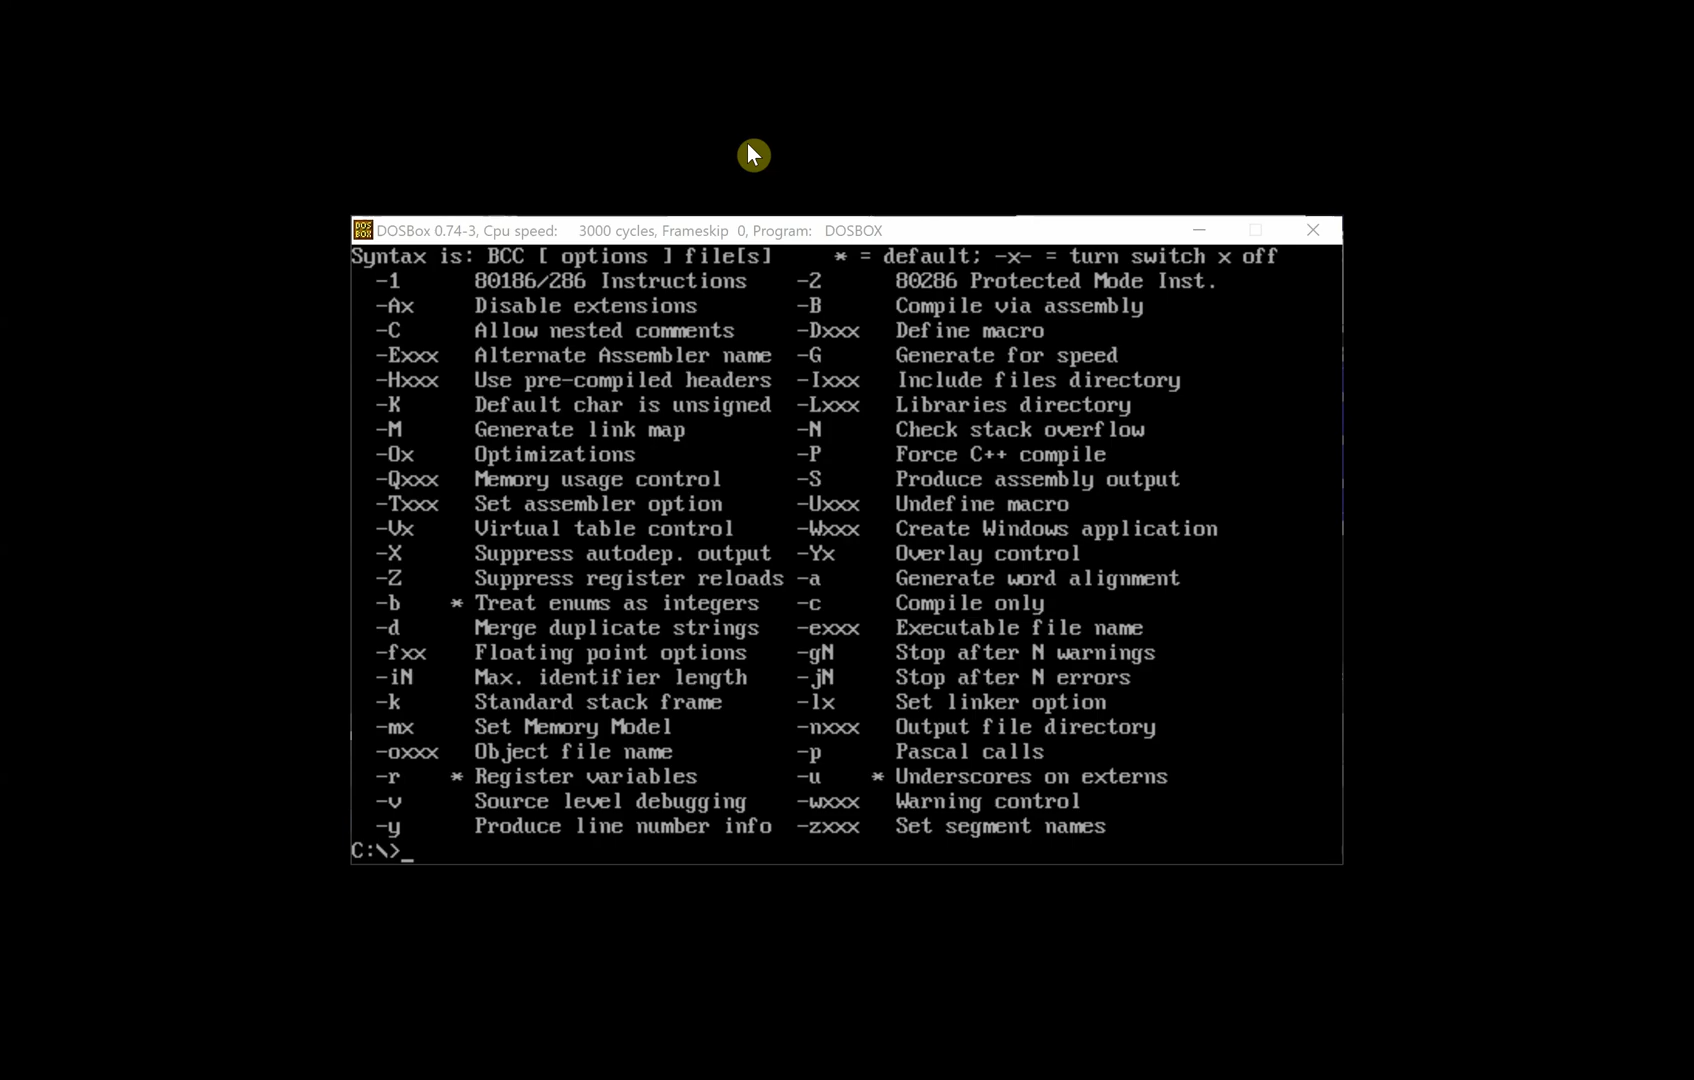 DOSBox 0.74-3, Cpu speed: 3000 cycles, Frameskip 0, Program: DOSBOX
Syntax is: BCC [ options ] file[s] * = default; -x- = turn switch x off
-1 80186/286 Instructions -2 80286 Protected Mode Inst.
-Ax Disable extensions -B Compile via assembly
-C Allow nested comments -Dxxx Define macro
-Exxx Alternate Assembler name -G Generate for speed
-Hxxx Use pre-compiled headers -Ixxx Include files directory
-K Default char is unsigned -Lxxx Libraries directory
-M Generate link map -N Check stack overflow
-Ox Optimizations -P Force C++ compile
-Qxxx Memory usage control -S Produce assembly output
-Txxx Set assembler option -Uxxx Undefine macro
-Vx Virtual table control -Wxxx Create Windows application
-X Suppress autodep. output -Yx Overlay control
-Z Suppress register reloads -a Generate word alignment
-b * Treat enums as integers -c Compile only
-d Merge duplicate strings -exxx Executable file name
-fxx Floating point options -gN Stop after N warnings
-iN Max. identifier length -jN Stop after N errors
-k Standard stack frame -lx Set linker option
-mx Set Memory Model -nxxx Output file directory
-oxxx Object file name -p Pascal calls
-r * Register variables -u * Underscores on externs
-v Source level debugging -wxxx Warning control
-y Produce line number info -zxxx Set segment names
C:\>_